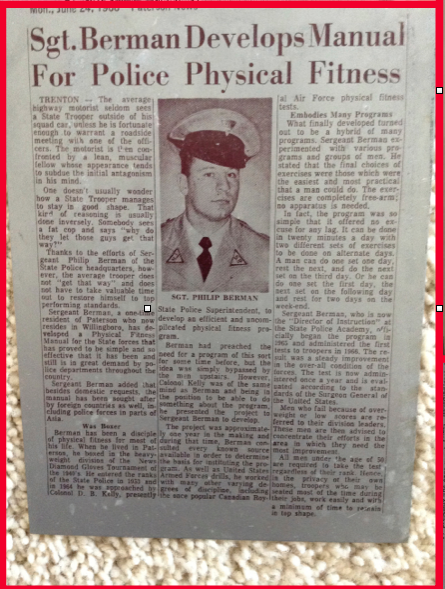 Mon., June 24, 1968 Paterson News
Sgt. Berman Develops Manual
For Police Physical Fitness
TRENTON — The average
highway motorist seldom sees
a State Trooper outside of his
squad car, unless he is fortunate
enough to warrant a roadside
meeting with one of the offi-
cers. The motorist is then con-
fronted by a lean, muscular
fellow whose appearance tends
to subdue the initial antagonism
in his mind.
One doesn't usually wonder
how a State Trooper manages
to stay in good shape. That
kind of reasoning is usually
done inversely. Somebody sees
a fat cop and says "why do
they let those guys get that
way?"
Thanks to the efforts of Ser-
geant Philip Berman of the
State Police headquarters, how-
ever, the average trooper does
not "get that way" and does
not have to take valuable time
out to restore himself to top
performing standards.
Sergeant Berman, a one-time
resident of Paterson who now
resides in Willingboro, has de-
veloped a Physical Fitness
Manual for the State forces that
has proved to be simple and so
effective that it has been and
still is in great demand by po-
lice departments throughout the
country.
Sergeant Berman added that
besides domestic requests, the
manual has been sought after
by foreign countries as well, in-
cluding police forces in parts of
Asia.
Was Boxer
Berman has been a disciple
of physical fitness for most of
his life. When he lived in Pat-
erson, he boxed in the heavy-
weight division of the News
Diamond Gloves Tournament of
the 1940's. He entered the ranks
of the State Police in 1951 and
in 1964 he was approached by
Colonel D. B. Kelly, presently
SGT. PHILIP BERMAN
State Police Superintendent, to
develop an efficient and uncom-
plicated physical fitness pro-
gram.
Berman had preached the
need for a program of this sort
for some time before, but the
idea was simply bypassed by
the men upstairs. However,
Colonel Kelly was of the same
mind as Berman and being in
the position to be able to do
something about the program,
he presented the project to
Sergeant Berman to develop.
The project was approximate-
ly one year in the making and
during that time, Berman con-
sulted every known source
available in order to determine
the basis for instituting the pro-
gram. As well as United States
Armed Forces drills, he worked
with many other varying de-
grees of discipline, including
the once popular Canadian Roy-
al Air Force physical fitness
tests.
Embodies Many Programs
What finally developed turned
out to be a hybrid of many
programs. Sergeant Berman ex-
perimented with various pro-
grams and groups of men. He
stated that the final choices of
exercises were those which were
the easiest and most practical
that a man could do. The exer-
cises are completely free-arm;
no apparatus is needed.
In fact, the program was so
simple that it offered no ex-
cuse for any lag. It can be done
in twenty minutes a day with
two different sets of exercises
to be done on alternate days.
A man can do one set one day,
rest the next, and do the next
set on the third day. Or he can
do one set the first day, the
next set on the following day
and rest for two days on the
week-end.
Sergeant Berman, who is now
the "Director of Instruction" at
the State Police Academy, offi-
cially began the program in
1965 and administered the first
tests to troopers in 1966. The re-
sult was a steady improvement
in the over-all condition of the
forces. The test is now admin-
istered once a year and is eval-
uated according to the stan-
dards of the Surgeon General of
the United States.
Men who fail because of over-
weight or low scores are re-
ferred to their division leaders.
These men are then advised to
concentrate their efforts in the
area in which they need the
most improvement.
All men under the age of 50
are required to take the test
regardless of their rank. Hence,
in the privacy of their own
homes, troopers who may be
seated most of the time during
their jobs, work easily and with
a minimum of time to remain
in top shape.